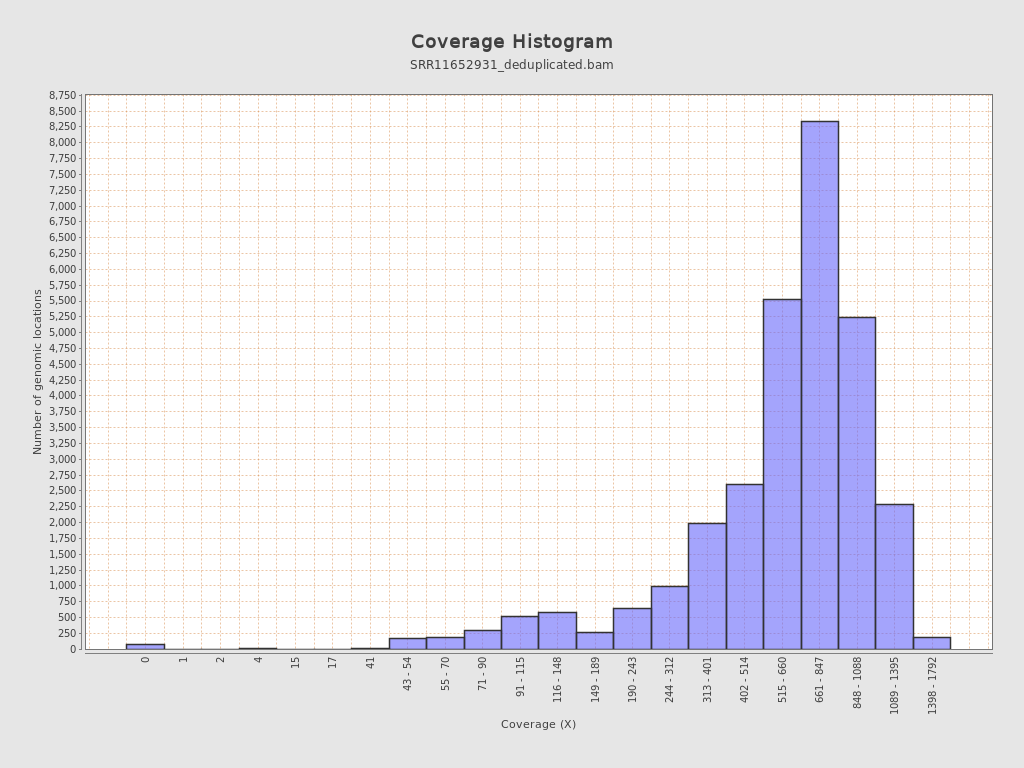 Coverage Histogram
SRR11652931_deduplicated.bam
8,750
8,500
8,250
8,000
7,750
7,500
7,250
7,000
6,750
6,500
6,250
6,000
5,750
5,500
5,250
5,000
4,750
4,500
4,250
4,000
3,750
3,500
3,250
3,000
2,750
2,500
2,250
2,000
1,750
1,500
1,250
1,000
750
500
250
0
Number of genomic locations
0
1
2
4
15
17
41
43 - 54
55 - 70
71 - 90
91 - 115
116 - 148
149 - 189
190 - 243
244 - 312
313 - 401
402 - 514
515 - 660
661 - 847
848 - 1088
1089 - 1395
1398 - 1792
Coverage (X)